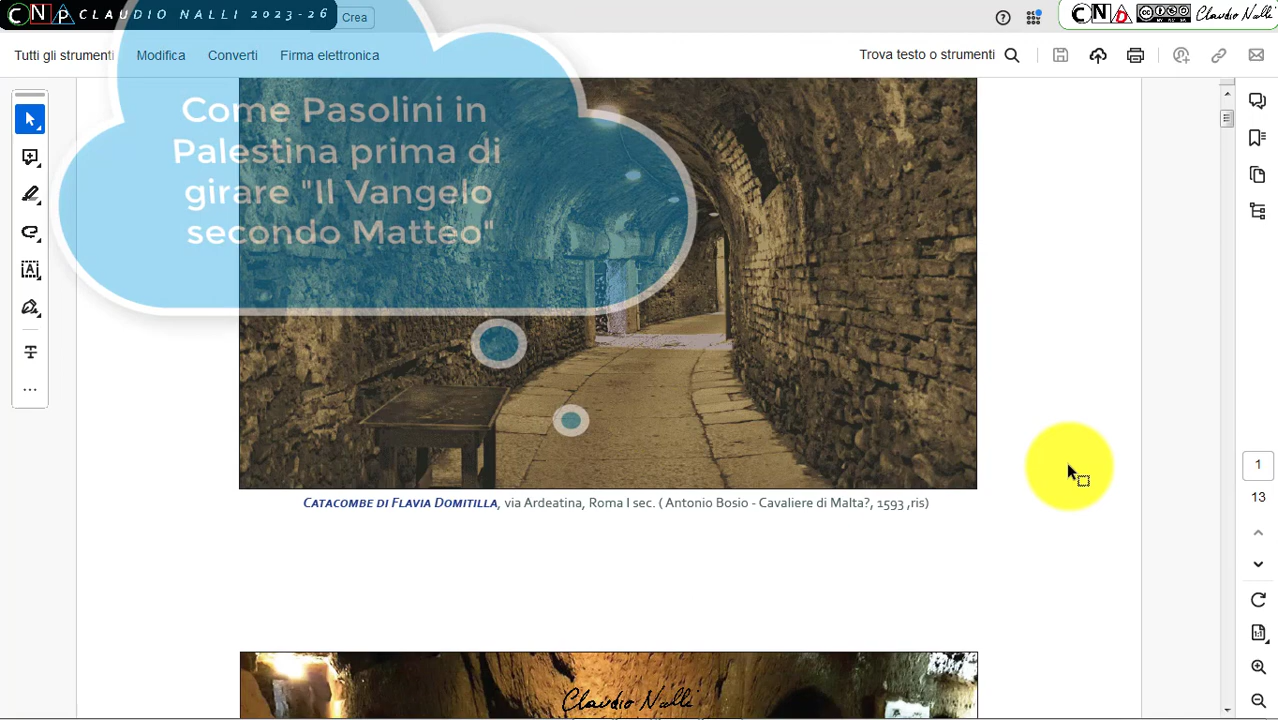 CNP CLAUDIO NALLI 2023-26
Crea
CND
Claudio Nalli
Tutti gli strumenti Modifica Converti Firma elettronica
Trova testo o strumenti
Come Pasolini in
Palestina prima di
girare "Il Vangelo
secondo Matteo"
CATACOMBE DI FLAVIA DOMITILLA, via Ardeatina, Roma I sec. ( Antonio Bosio - Cavaliere di Malta?, 1593 ,ris)
1
13
Claudio Nalli